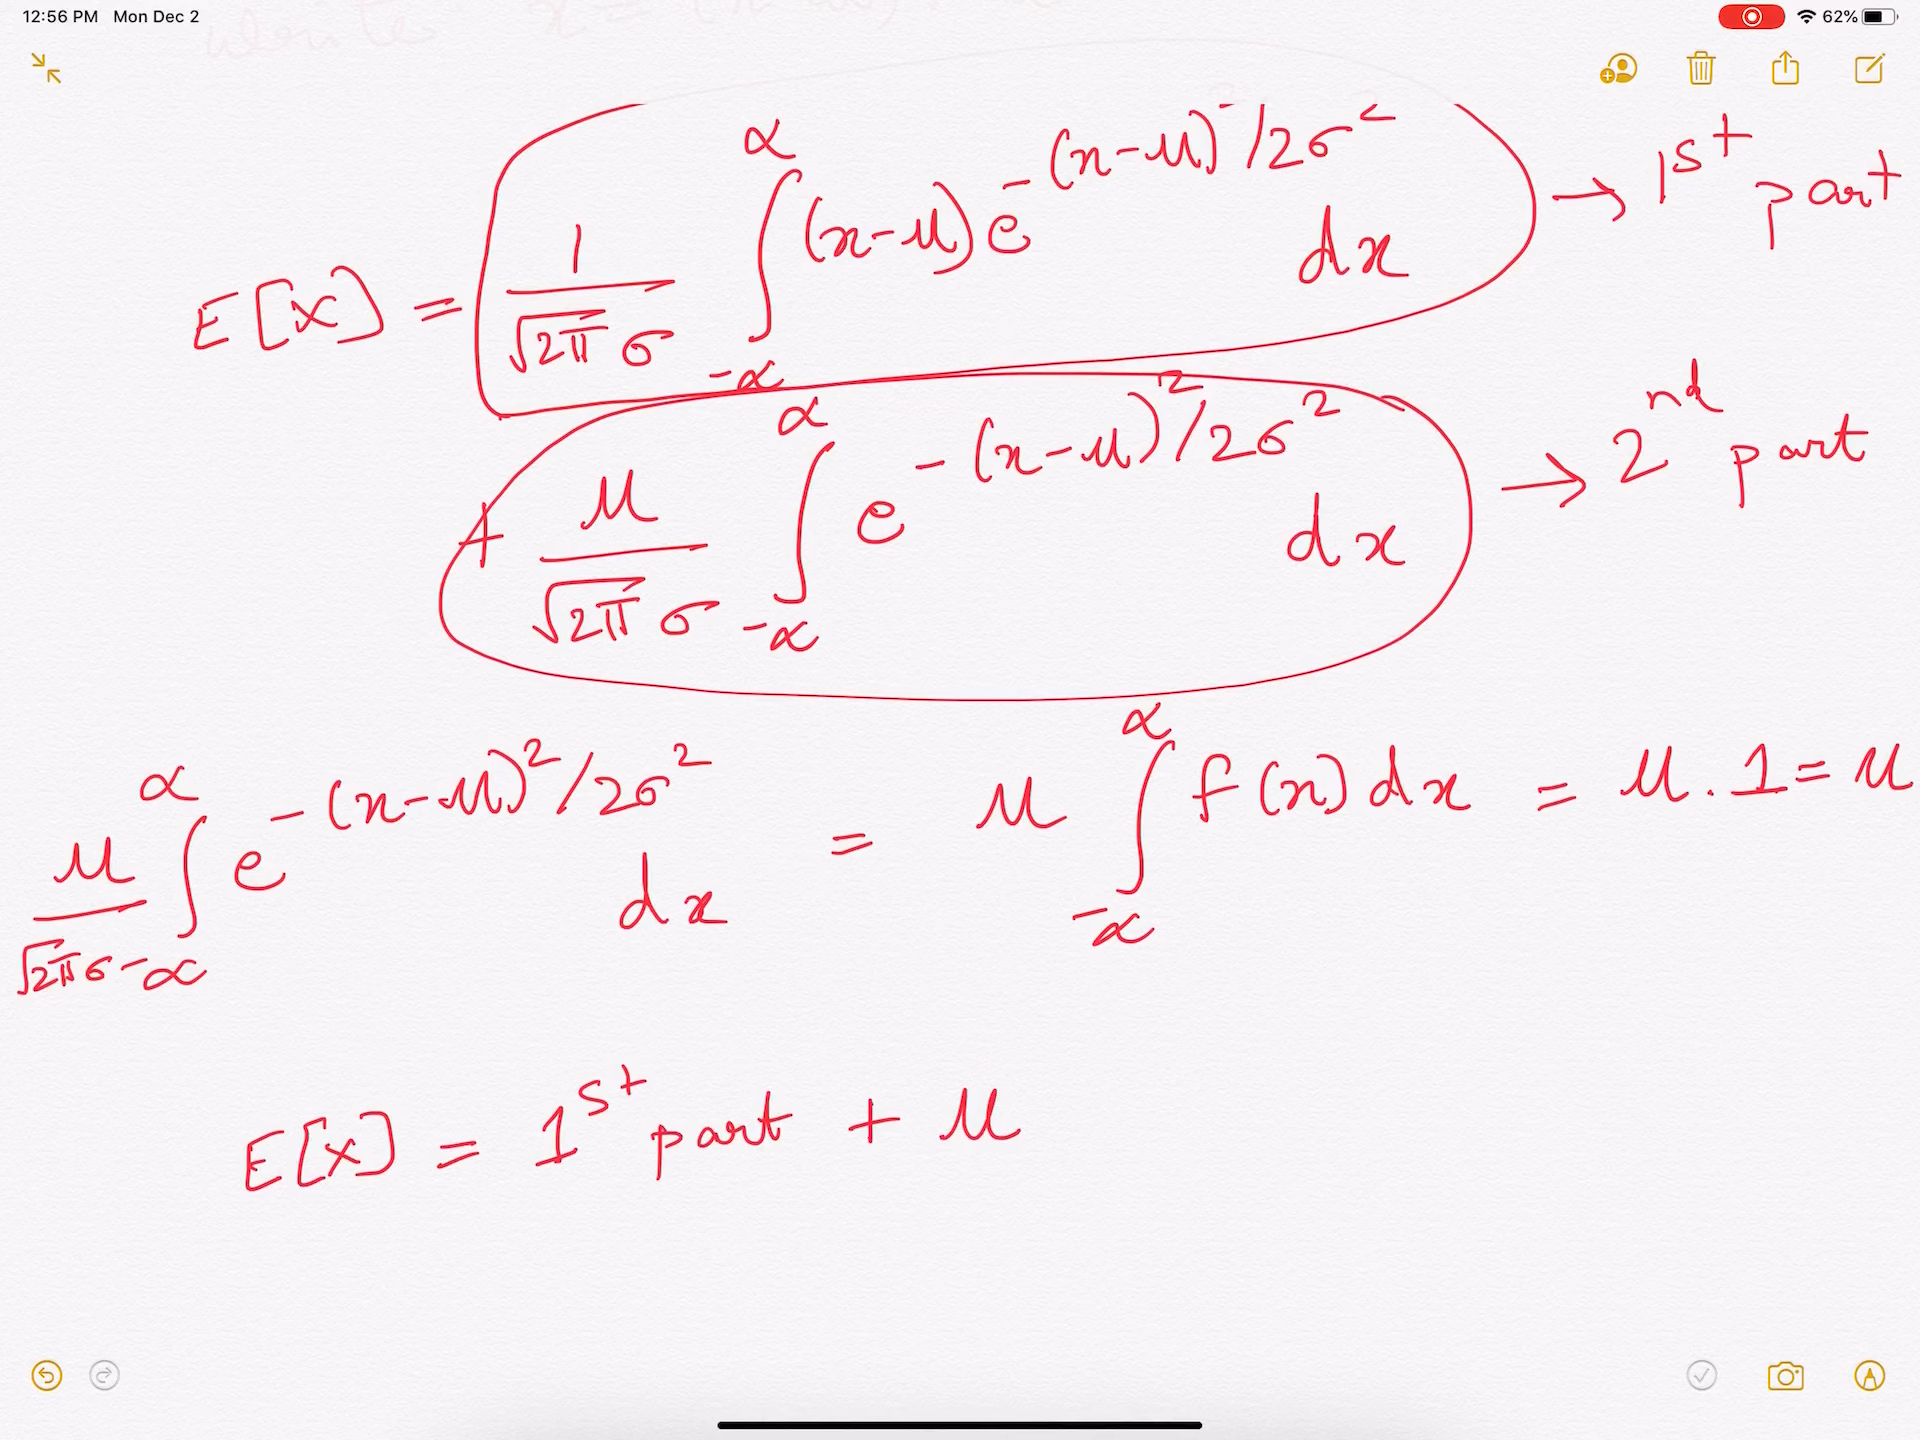 12:56 PM Mon Dec 2 62%
E[X] = 1/√2π σ ∫_{-α}^{α} (x-μ) e^{-(x-μ)²/2σ²} dx → 1st part
+ μ/√2π σ ∫_{-α}^{α} e^{-(x-μ)²/2σ²} dx → 2nd part
μ/√2π σ ∫_{-α}^{α} e^{-(x-μ)²/2σ²} dx = μ ∫_{-α}^{α} f(x) dx = μ . 1 = μ
E[X] = 1st part + μ